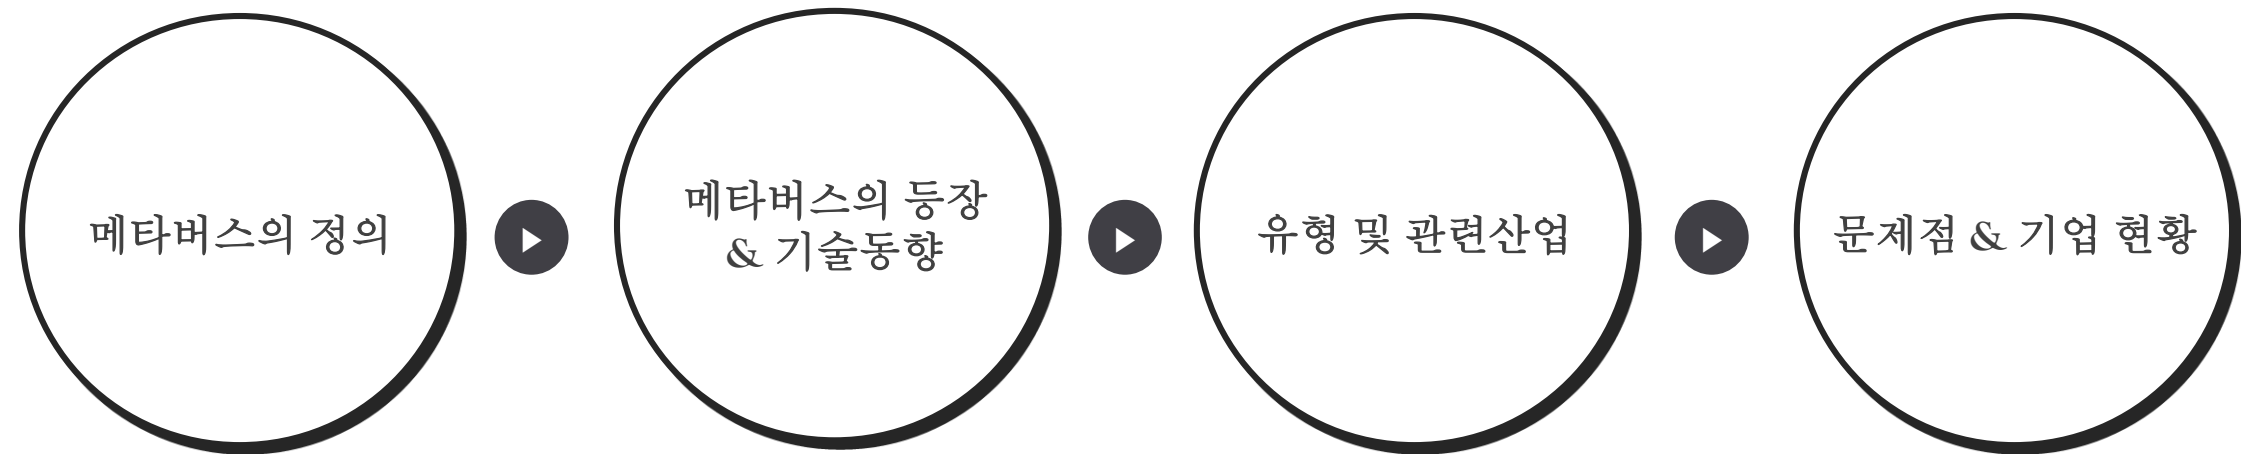 메타버스의 정의
메타버스의 등장
& 기술동향
유형 및 관련산업
문제점 & 기업 현황